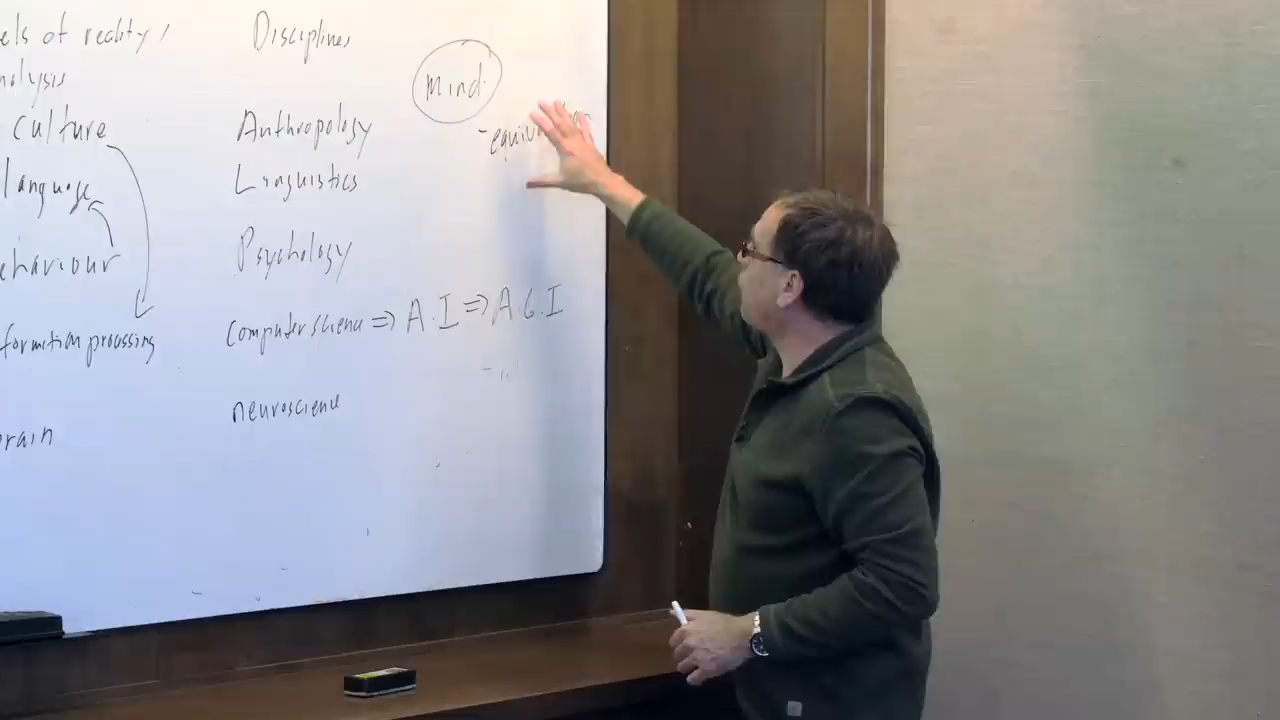 els of reality, Disciplines
nalysis
mind
culture Anthropology
language Linguistics
ehaviour Psychology
computer science ⇒ A.I ⇒ A.G.I
formation processing
neuroscience
rain